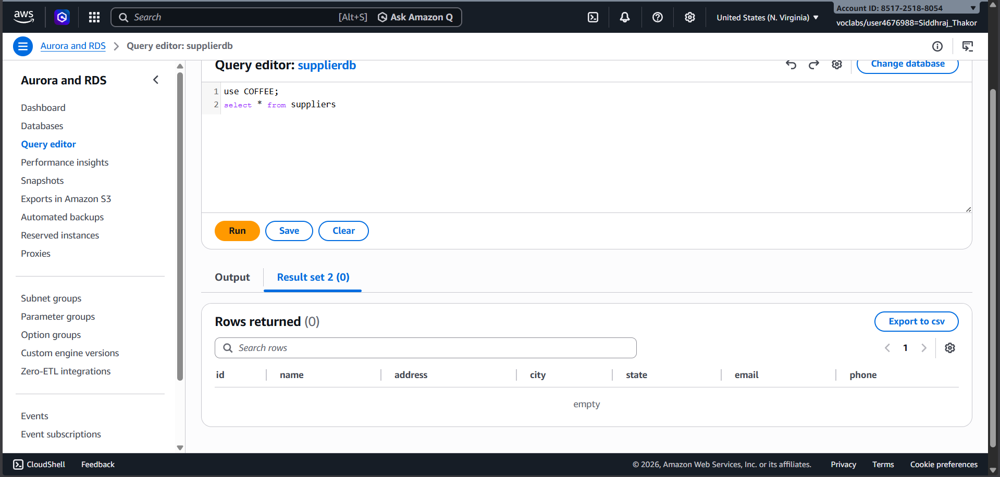 aws
Search [Alt+S] Ask Amazon Q
United States (N. Virginia)
Account ID: 8517-2518-8054
voclabs/user4676988=Siddhraj_Thakor
Aurora and RDS > Query editor: supplierdb
Aurora and RDS
Dashboard
Databases
Query editor
Performance insights
Snapshots
Exports in Amazon S3
Automated backups
Reserved instances
Proxies
Subnet groups
Parameter groups
Option groups
Custom engine versions
Zero-ETL integrations
Events
Event subscriptions
Query editor: supplierdb
Change database
1 use COFFEE;
2 select * from suppliers
Run Save Clear
Output Result set 2 (0)
Rows returned (0)
Export to csv
Search rows
1
id name address city state email phone
empty
CloudShell Feedback © 2026, Amazon Web Services, Inc. or its affiliates. Privacy Terms Cookie preferences